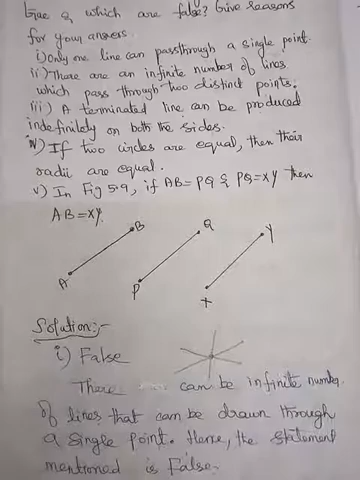 true & which are false? Give reasons
for your answers.
i) Only one line can passthrough a single point.
ii) There are an infinite number of lines
which pass through two distinct points.
iii) A terminated line can be produced
indefinitely on both the sides.
iv) If two circles are equal, then their
radii are equal.
v) In Fig 5.9, if AB=PQ & PQ=XY then
AB=XY.
A B P Q X Y
Solution:-
i) False
There can be infinite number
of lines that can be drawn through
a single point. Hence, the statement
mentioned is False.